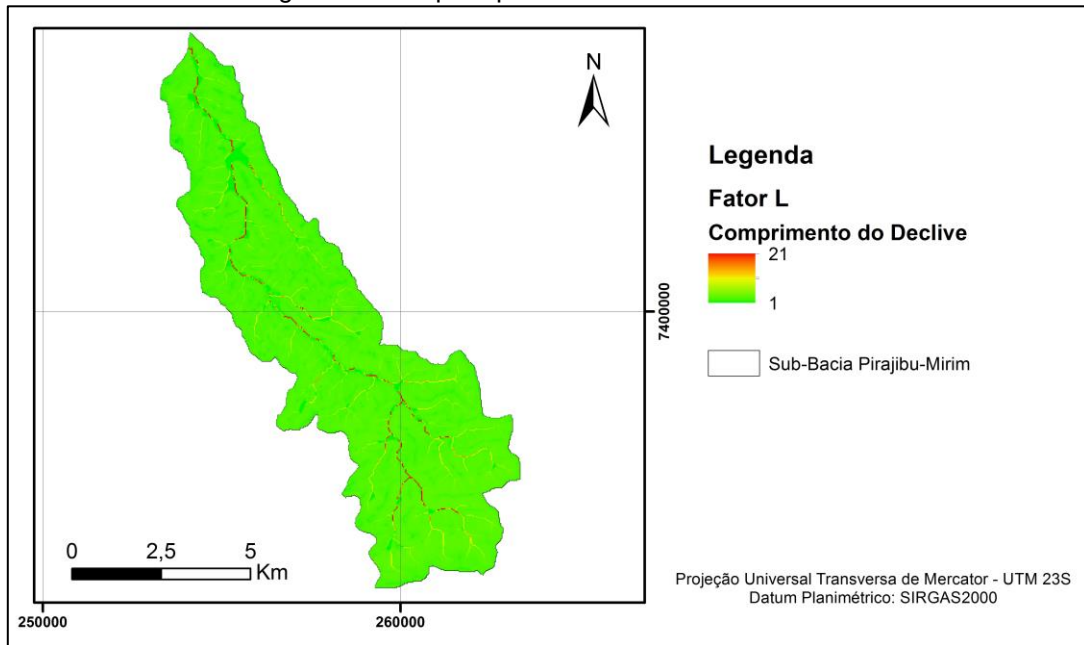 N
Legenda
Fator L
Comprimento do Declive
21
1
Sub-Bacia Pirajibu-Mirim
7400000
0 2,5 5
Km
Projeção Universal Transversa de Mercator - UTM 23S
Datum Planimétrico: SIRGAS2000
250000 260000